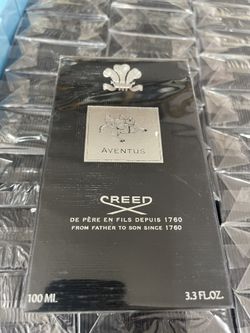 AVENTUS
CREED
DE PÈRE EN FILS DEPUIS 1760
FROM FATHER TO SON SINCE 1760
100 ML 3.3 FL.OZ.